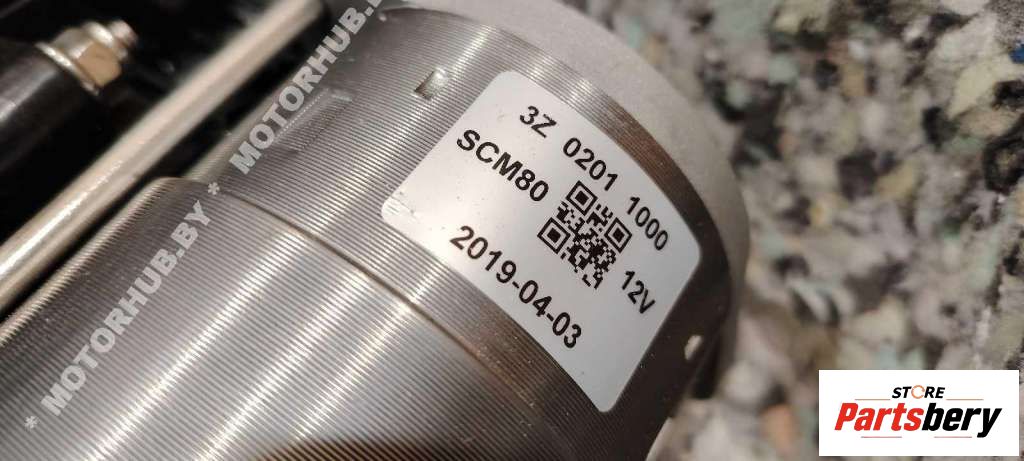 3Z 0201 1000
SCM80 12V
2019-04-03
* MOTORHUB.BY * MOTORHUB.BY
STORE
Partsbery